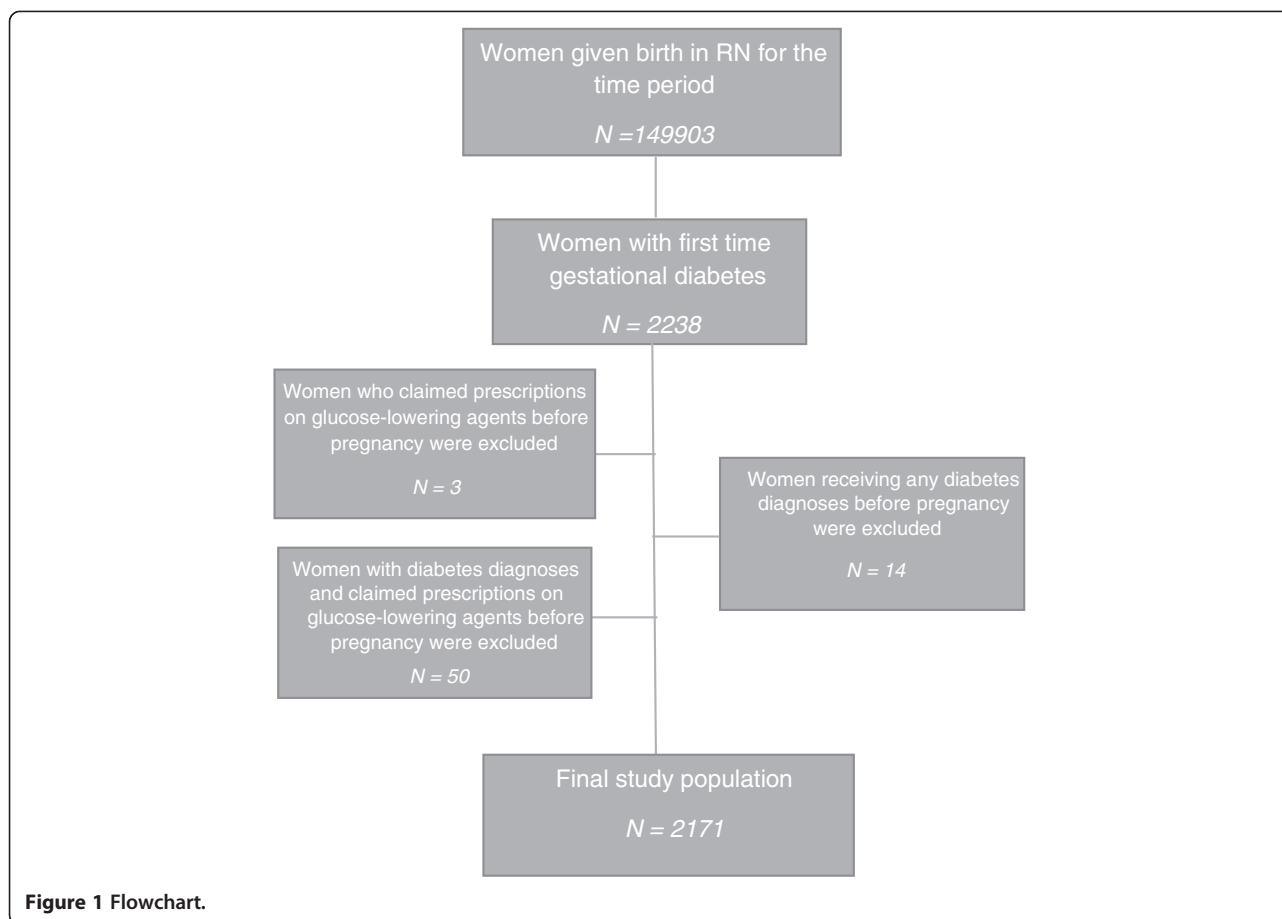 Women given birth in RN for the
time period
N =149903
Women with first time
gestational diabetes
N = 2238
Women who claimed prescriptions
on glucose-lowering agents before
pregnancy were excluded
N = 3
Women receiving any diabetes
diagnoses before pregnancy
were excluded
N = 14
Women with diabetes diagnoses
and claimed prescriptions on
glucose-lowering agents before
pregnancy were excluded
N = 50
Final study population
N = 2171
Figure 1 Flowchart.